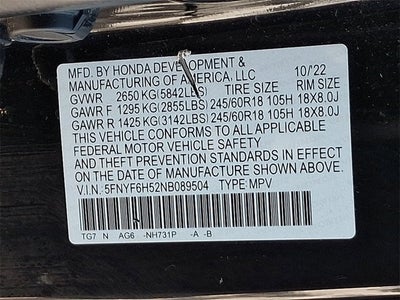 MFD. BY HONDA DEVELOPMENT &
MANUFACTURING OF AMERICA, LLC 10/'22
GVWR 2650 KG(5842LBS) TIRE SIZE RIM SIZE
GAWR F 1295 KG(2855LBS) 245/60R18 105H 18X8.0J
GAWR R 1425 KG(3142LBS) 245/60R18 105H 18X8.0J
THIS VEHICLE CONFORMS TO ALL APPLICABLE
FEDERAL MOTOR VEHICLE SAFETY
AND THEFT PREVENTION STANDARDS IN EFFECT
ON THE DATE OF MANUFACTURE SHOWN ABOVE.
V.I.N. 5FNYF6H52NB089504 TYPE: MPV
TG7 N AG6 -NH731P -A -B